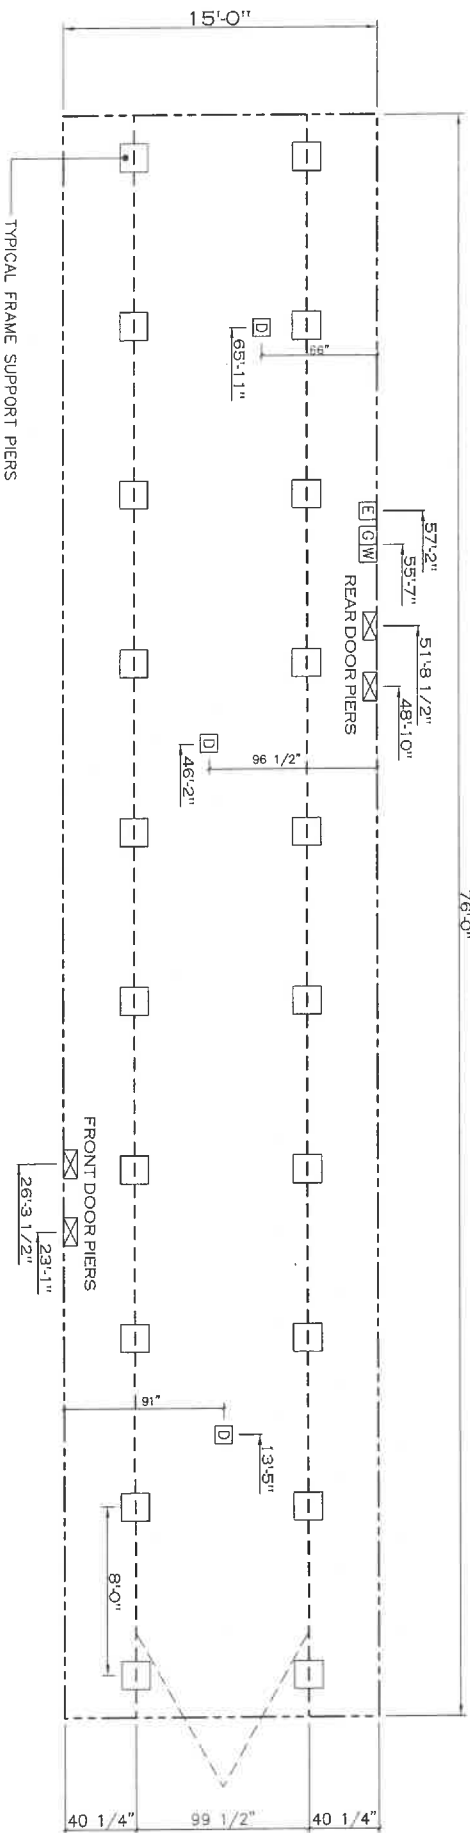 15'-0"
TYPICAL FRAME SUPPORT PIERS
66"
D
65'-11"
57'-2"
E
G
W
55'-7"
51'-8 1/2"
48'-10"
REAR DOOR PIERS
96 1/2"
D
46'-2"
76'-0"
FRONT DOOR PIERS
26'-3 1/2"
23'-1"
91"
D
13'-5"
8'-0"
40 1/4"
99 1/2"
40 1/4"